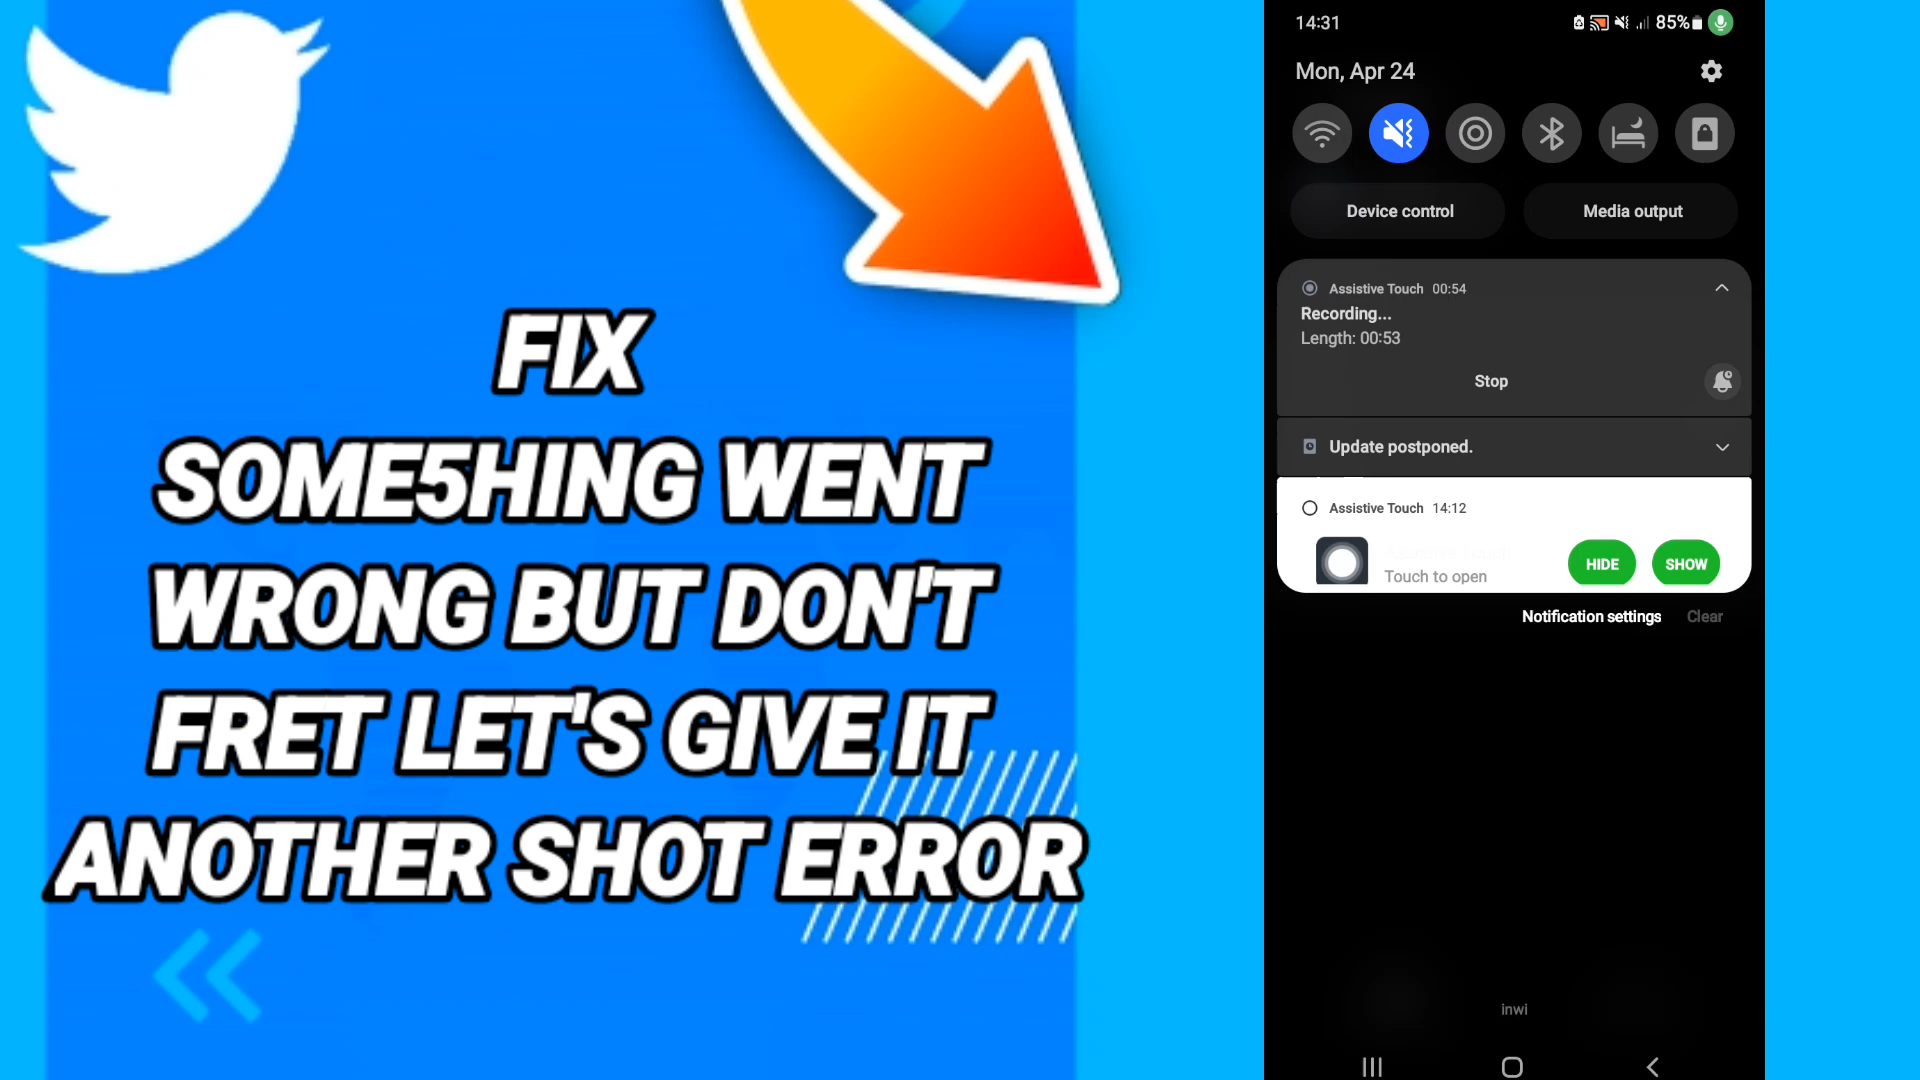 FIX
SOME5HING WENT
WRONG BUT DON'T
FRET LET'S GIVE IT
ANOTHER SHOT ERROR
14:31
85%
Mon, Apr 24
Device control
Media output
Assistive Touch 00:54
Recording...
Length: 00:53
Stop
Update postponed.
Assistive Touch 14:12
Touch to open
HIDE
SHOW
Notification settings
Clear
inwi